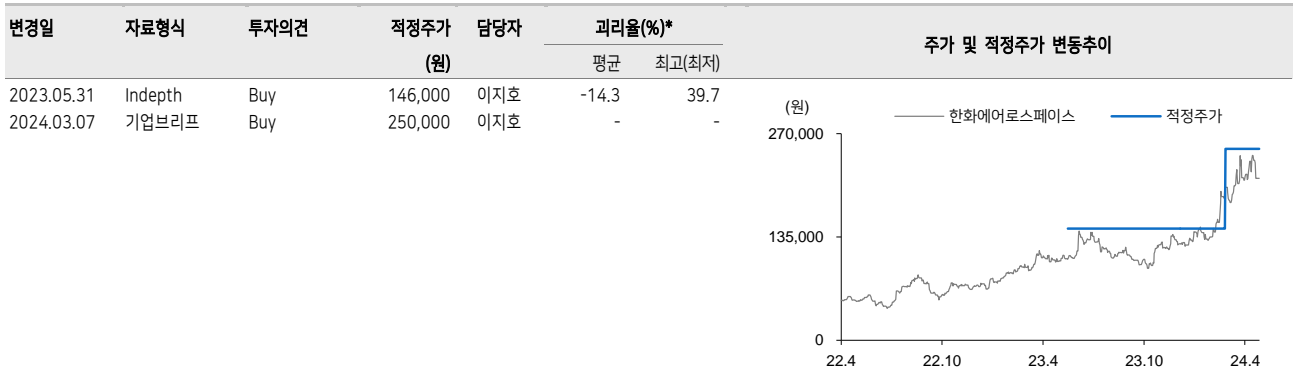 변경일 자료형식 투자의견 적정주가 담당자 괴리율(%)* 주가 및 적정주가 변동추이
(원) 평균 최고(최저)
2023.05.31 Indepth Buy 146,000 이지호 -14.3 39.7
2024.03.07 기업브리프 Buy 250,000 이지호 - -
(원) 한화에어로스페이스 적정주가
270,000
135,000
0
22.4 22.10 23.4 23.10 24.4